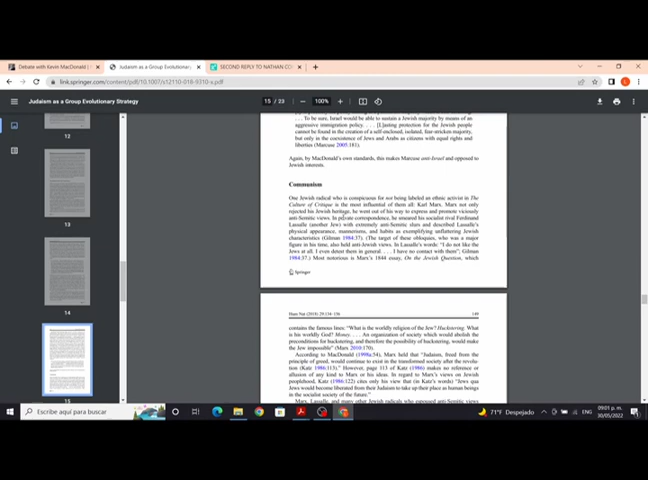 Debate with Kevin MacDonald
Judaism as a Group Evolutionary
SECOND REPLY TO NATHAN CO
link.springer.com/content/pdf/10.1007/s12110-018-9310-x.pdf
Judaism as a Group Evolutionary Strategy
15 / 23
100%
12
. . . To be sure, Israel would be able to sustain a Jewish majority by means of an
aggressive immigration policy. . . . [L]asting protection for the Jewish people
cannot be found in the creation of a self-enclosed, isolated, fear-stricken majority,
but only in the coexistence of Jews and Arabs as citizens with equal rights and
liberties (Marcuse 2005:181).
Again, by MacDonald's own standards, this makes Marcuse anti-Israel and opposed to
Jewish interests.
13
Communism
One Jewish radical who is conspicuous for not being labeled an ethnic activist in The
Culture of Critique is the most influential of them all: Karl Marx. Marx not only
rejected his Jewish heritage, he went out of his way to express and promote viciously
anti-Semitic views. In private correspondence, he smeared his socialist rival Ferdinand
Lassalle (another Jew) with extremely anti-Semitic slurs and described Lassalle's
physical appearance, mannerisms, and habits as exemplifying unflattering Jewish
characteristics (Gilman 1984:37). (The target of these obloquies, who was a major
figure in his time, also held anti-Jewish views. In Lassalle's words: "I do not like the
Jews at all. I even detest them in general. . . . I have no contact with them"; Gilman
1984:37.) Most notorious is Marx's 1844 essay, On the Jewish Question, which
Springer
14
Hum Nat (2018) 29:134–156
149
contains the famous lines: "What is the worldly religion of the Jew? Huckstering. What
is his worldly God? Money. . . . An organization of society which would abolish the
preconditions for huckstering, and therefore the possibility of huckstering, would make
the Jew impossible" (Marx 2010:170).
According to MacDonald (1998a:54), Marx held that "Judaism, freed from the
principle of greed, would continue to exist in the transformed society after the revolu-
tion (Katz 1986:113)." However, page 113 of Katz (1986) makes no reference or
allusion of any kind to Marx or his ideas. In regard to Marx's views on Jewish
peoplehood, Katz (1986:122) cites only his view that (in Katz's words) "Jews qua
Jews would become liberated from their Judaism to take up their place as human beings
in the socialist society of the future."
Marx, Lassalle, and many other Jewish radicals who espoused anti-Semitic views
15
Escribe aquí para buscar
71°F Despejado
ENG
09:01 p. m.
30/05/2022